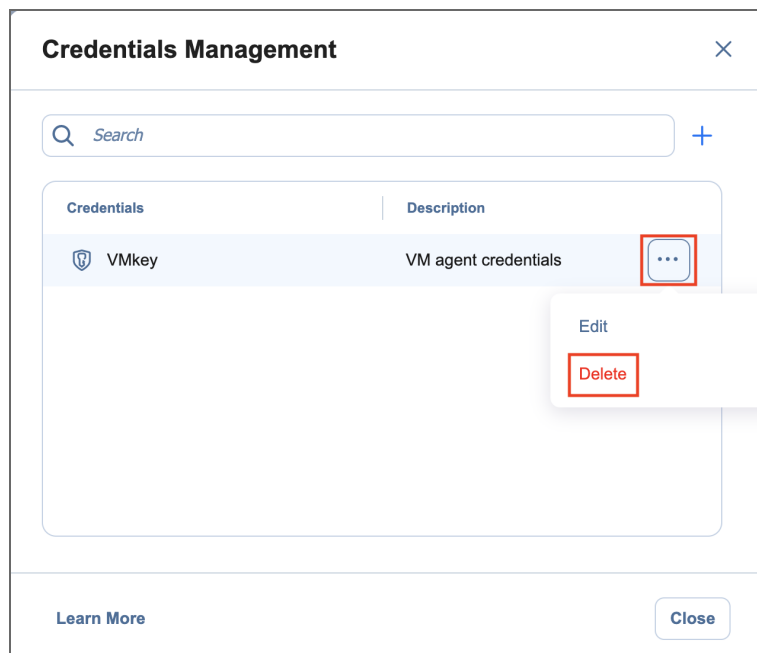 Credentials Management
Search
Credentials Description
VMkey VM agent credentials
Edit
Delete
Learn More Close